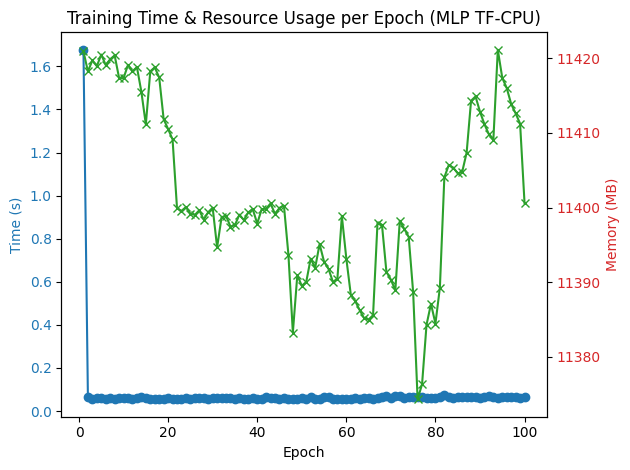 Training Time & Resource Usage per Epoch (MLP TF-CPU)
Time (s)
1.6
1.4
1.2
1.0
0.8
0.6
0.4
0.2
0.0
11420
11410
11400
11390
11380
Memory (MB)
0 20 40 60 80 100
Epoch